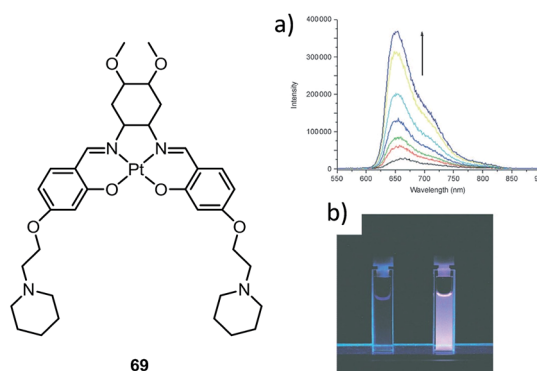 a)
O
O
N
N
Pt
O
O
O
O
N
N
69
400000
350000
300000
250000
200000
150000
100000
50000
0
Intensity
550 600 650 700 750 800 850 900
Wavelength (nm)
b)